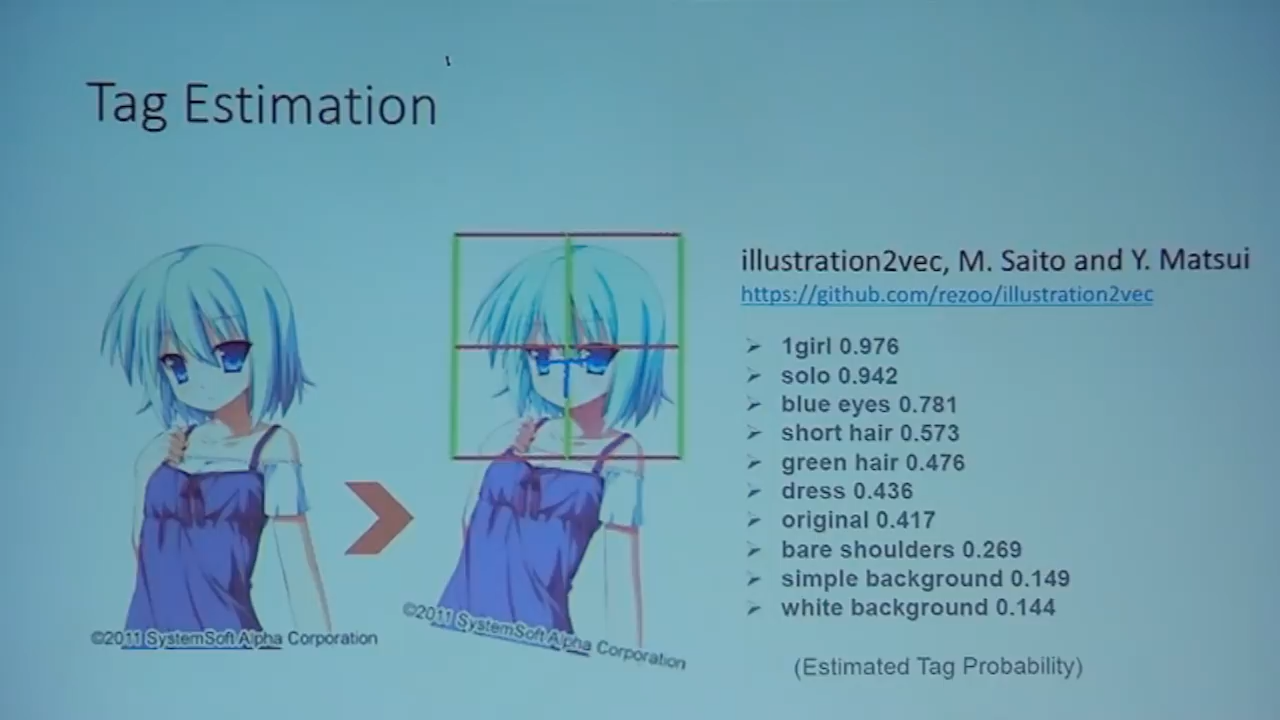 Tag Estimation
illustration2vec, M. Saito and Y. Matsui
https://github.com/rezoo/illustration2vec
1girl 0.976
solo 0.942
blue eyes 0.781
short hair 0.573
green hair 0.476
dress 0.436
original 0.417
bare shoulders 0.269
simple background 0.149
white background 0.144
(Estimated Tag Probability)
©2011 SystemSoft Alpha Corporation
©2011 SystemSoft Alpha Corporation